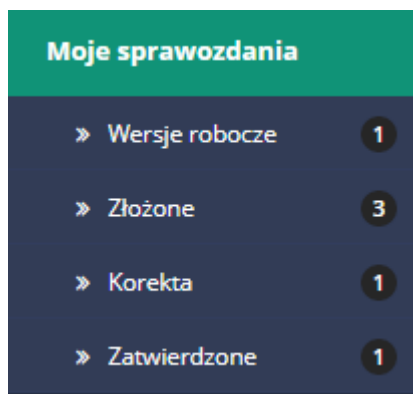 Moje sprawozdania
» Wersje robocze 1
» Złożone 3
» Korekta 1
» Zatwierdzone 1